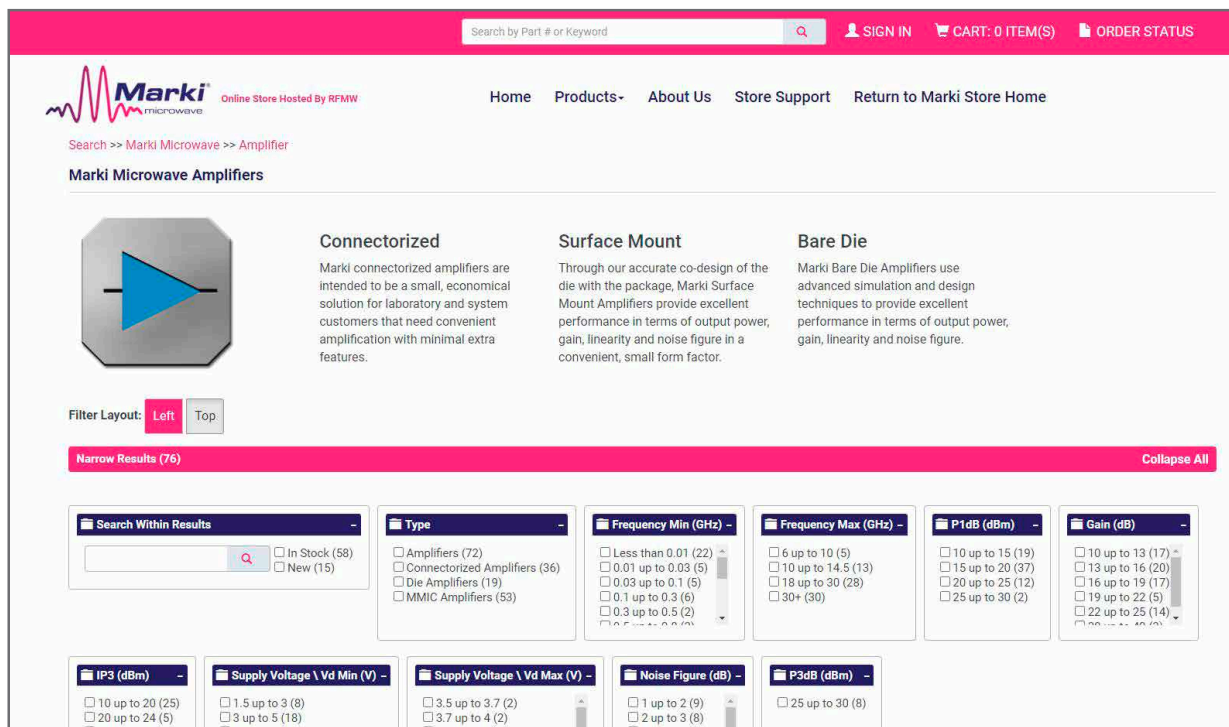 Search by Part # or Keyword
SIGN IN
CART: 0 ITEM(S)
ORDER STATUS
Marki®
microwave
Online Store Hosted By RFMW
Home
Products
About Us
Store Support
Return to Marki Store Home
Search >> Marki Microwave >> Amplifier
Marki Microwave Amplifiers
Connectorized
Marki connectorized amplifiers are
intended to be a small, economical
solution for laboratory and system
customers that need convenient
amplification with minimal extra
features.
Surface Mount
Through our accurate co-design of the
die with the package, Marki Surface
Mount Amplifiers provide excellent
performance in terms of output power,
gain, linearity and noise figure in a
convenient, small form factor.
Bare Die
Marki Bare Die Amplifiers use
advanced simulation and design
techniques to provide excellent
performance in terms of output power,
gain, linearity and noise figure.
Filter Layout:
Left
Top
Narrow Results (76)
Collapse All
Search Within Results –
In Stock (58)
New (15)
Type –
Amplifiers (72)
Connectorized Amplifiers (36)
Die Amplifiers (19)
MMIC Amplifiers (53)
Frequency Min (GHz) –
Less than 0.01 (22)
0.01 up to 0.03 (5)
0.03 up to 0.1 (5)
0.1 up to 0.3 (6)
0.3 up to 0.5 (2)
Frequency Max (GHz) –
6 up to 10 (5)
10 up to 14.5 (13)
18 up to 30 (28)
30+ (30)
P1dB (dBm) –
10 up to 15 (19)
15 up to 20 (37)
20 up to 25 (12)
25 up to 30 (2)
Gain (dB) –
10 up to 13 (17)
13 up to 16 (20)
16 up to 19 (17)
19 up to 22 (5)
22 up to 25 (14)
IP3 (dBm) –
10 up to 20 (25)
20 up to 24 (5)
Supply Voltage \ Vd Min (V) –
1.5 up to 3 (8)
3 up to 5 (18)
Supply Voltage \ Vd Max (V) –
3.5 up to 3.7 (2)
3.7 up to 4 (2)
Noise Figure (dB) –
1 up to 2 (9)
2 up to 3 (8)
P3dB (dBm) –
25 up to 30 (8)